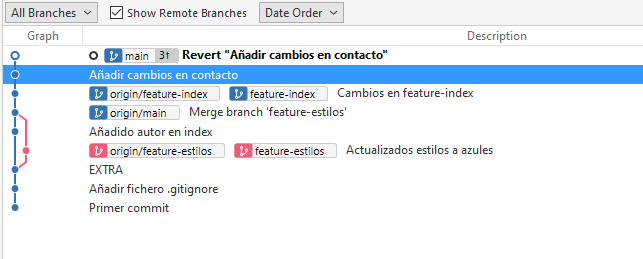 All Branches Show Remote Branches Date Order
Graph Description
main 3↑ Revert "Añadir cambios en contacto"
Añadir cambios en contacto
origin/feature-index feature-index Cambios en feature-index
origin/main Merge branch 'feature-estilos'
Añadido autor en index
origin/feature-estilos feature-estilos Actualizados estilos a azules
EXTRA
Añadir fichero .gitignore
Primer commit